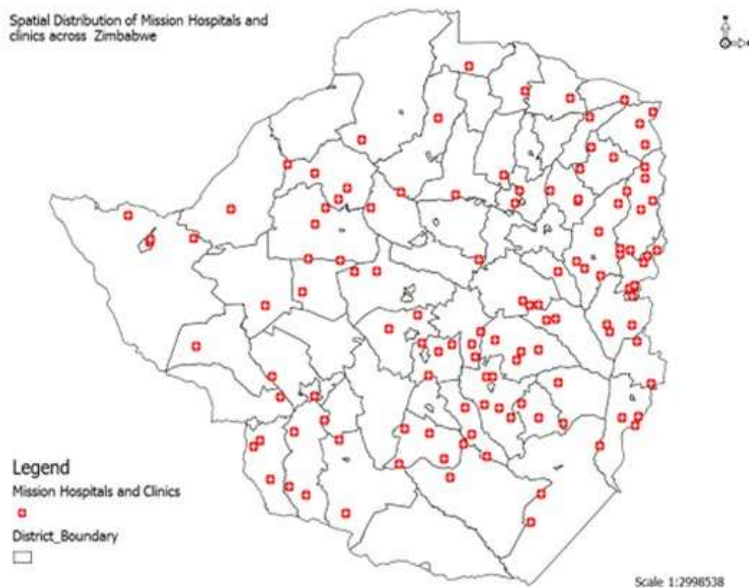 Spatial Distribution of Mission Hospitals and
clinics across Zimbabwe
Legend
Mission Hospitals and Clinics
District_Boundary
Scale 1:2998538